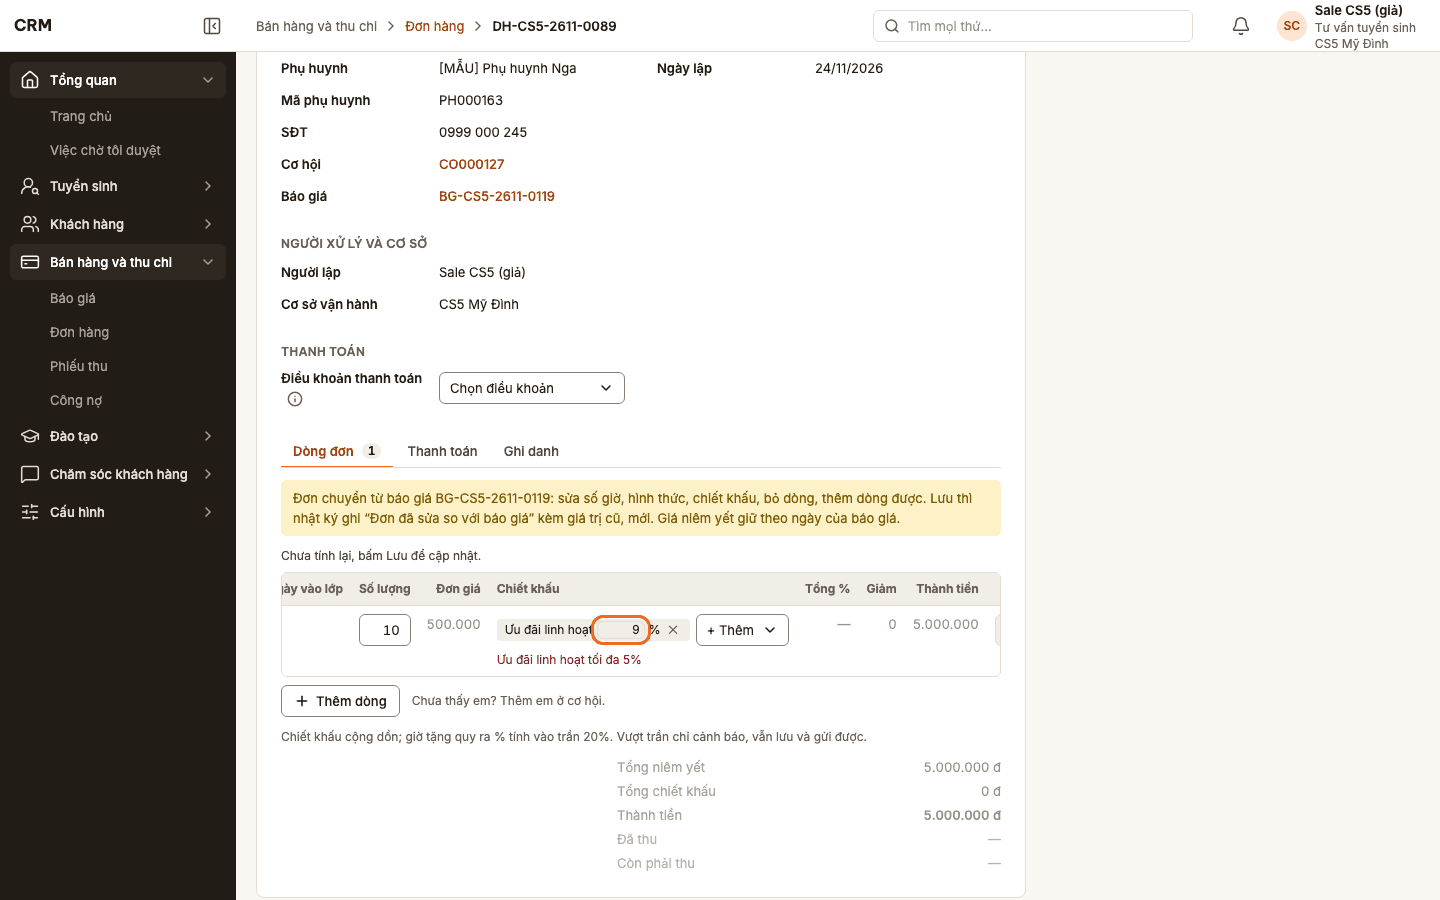 CRM
Bán hàng và thu chi > Đơn hàng > DH-CS5-2611-0089
Tìm mọi thứ...
SC
Sale CS5 (giả)
Tư vấn tuyển sinh
CS5 Mỹ Đình
Tổng quan
Trang chủ
Việc chờ tôi duyệt
Tuyển sinh
Khách hàng
Bán hàng và thu chi
Báo giá
Đơn hàng
Phiếu thu
Công nợ
Đào tạo
Chăm sóc khách hàng
Cấu hình
Phụ huynh [MẪU] Phụ huynh Nga Ngày lập 24/11/2026
Mã phụ huynh PH000163
SĐT 0999 000 245
Cơ hội CO000127
Báo giá BG-CS5-2611-0119
NGƯỜI XỬ LÝ VÀ CƠ SỞ
Người lập Sale CS5 (giả)
Cơ sở vận hành CS5 Mỹ Đình
THANH TOÁN
Điều khoản thanh toán Chọn điều khoản
Dòng đơn 1 Thanh toán Ghi danh
Đơn chuyển từ báo giá BG-CS5-2611-0119: sửa số giờ, hình thức, chiết khấu, bỏ dòng, thêm dòng được. Lưu thì
nhật ký ghi “Đơn đã sửa so với báo giá” kèm giá trị cũ, mới. Giá niêm yết giữ theo ngày của báo giá.
Chưa tính lại, bấm Lưu để cập nhật.
vào lớp Số lượng Đơn giá Chiết khấu Tổng % Giảm Thành tiền
10 500.000 Ưu đãi linh hoạt 9 % × + Thêm — 0 5.000.000
Ưu đãi linh hoạt tối đa 5%
+ Thêm dòng Chưa thấy em? Thêm em ở cơ hội.
Chiết khấu cộng dồn; giờ tặng quy ra % tính vào trần 20%. Vượt trần chỉ cảnh báo, vẫn lưu và gửi được.
Tổng niêm yết 5.000.000 đ
Tổng chiết khấu 0 đ
Thành tiền 5.000.000 đ
Đã thu —
Còn phải thu —